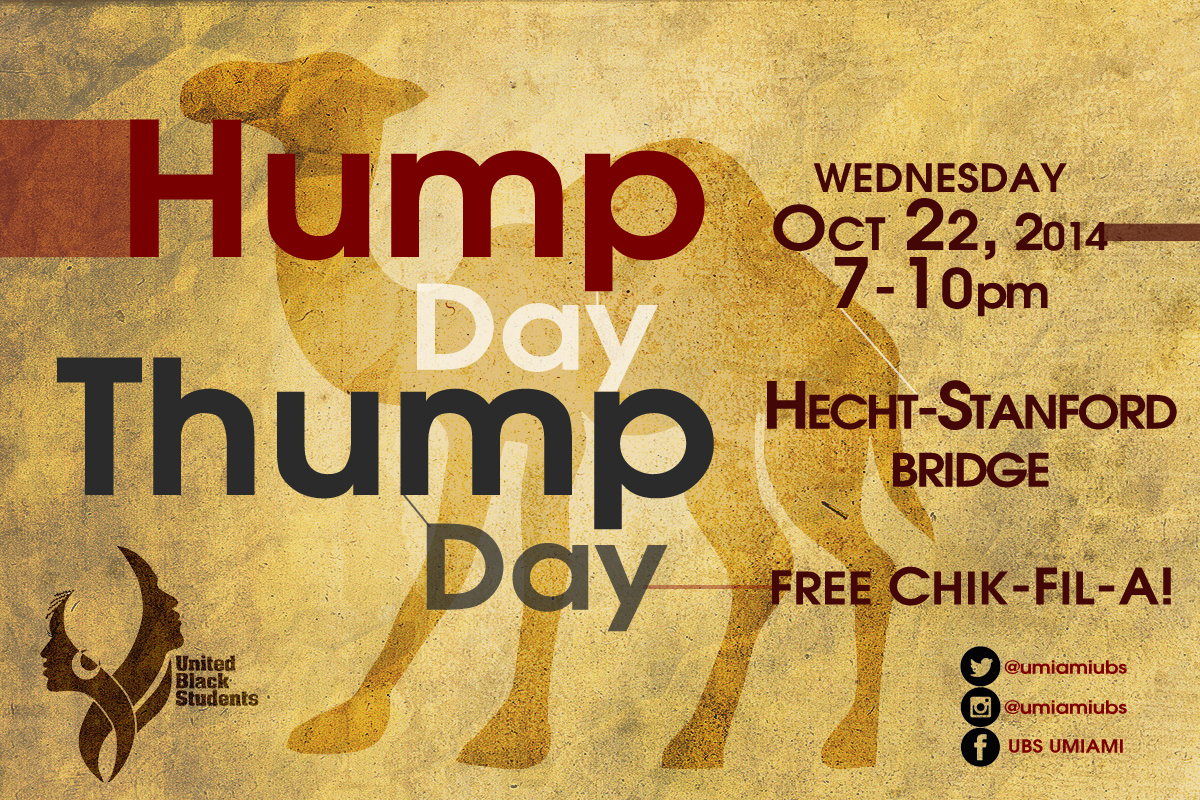 Hump
Day
Thump
Day
WEDNESDAY
OCT 22, 2014
7-10pm
HECHT-STANFORD
BRIDGE
FREE CHIK-FIL-A!
United
Black
Students
@umiamiubs
@umiamiubs
UBS UMIAMI